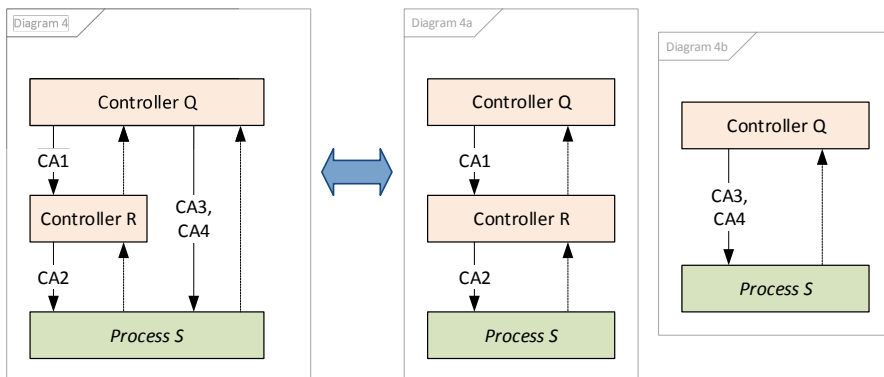 Diagram 4
Controller Q
CA1
Controller R
CA3,
CA4
CA2
Process S
Diagram 4a
Controller Q
CA1
Controller R
CA2
Process S
Diagram 4b
Controller Q
CA3,
CA4
Process S